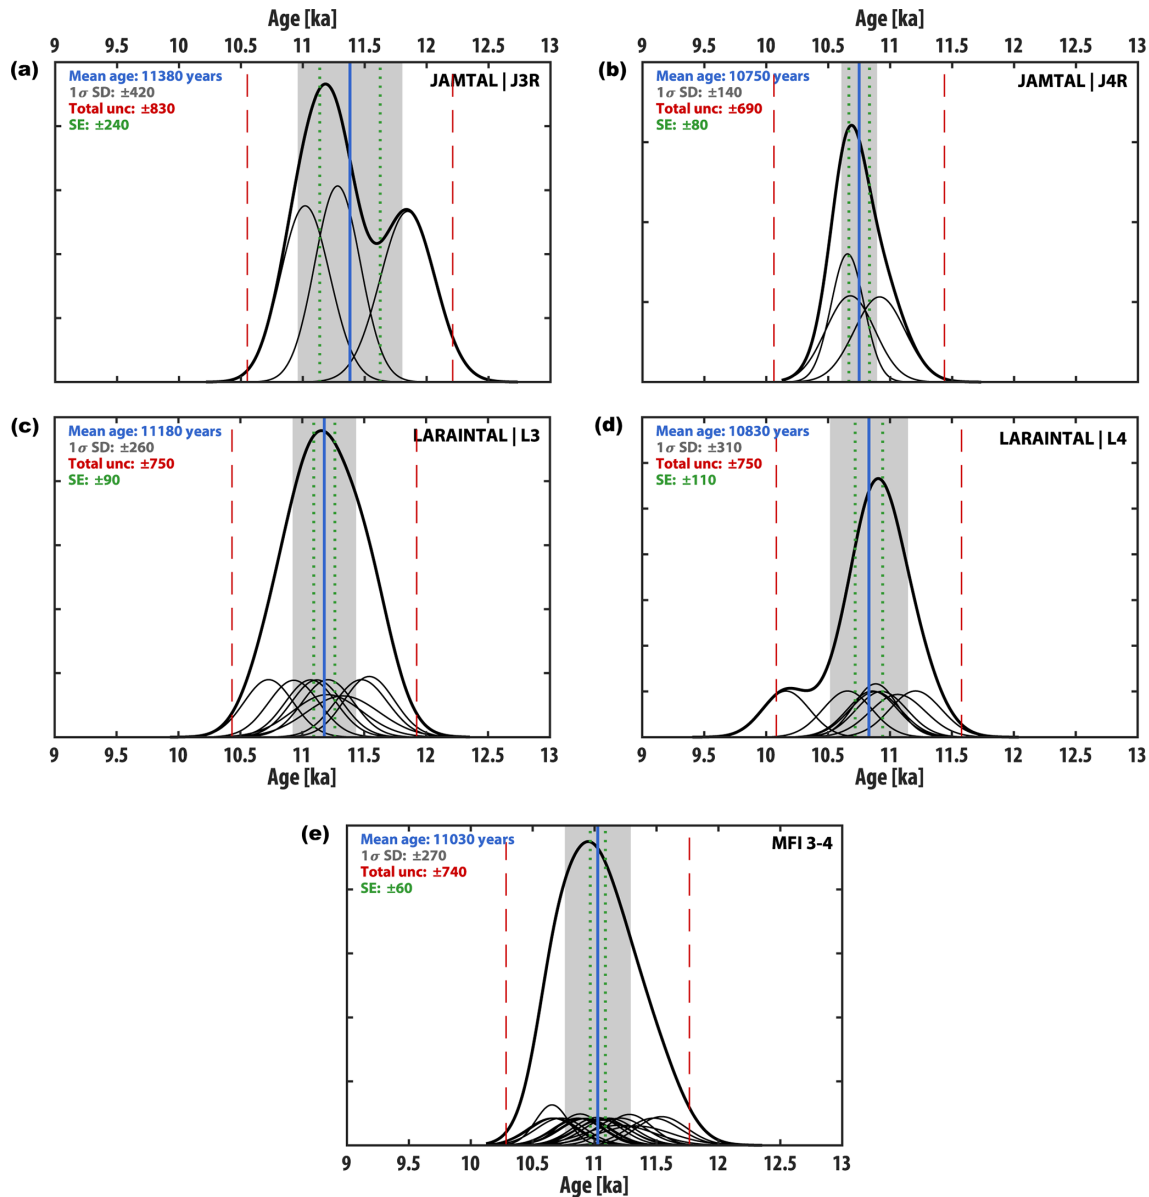 Age [ka]
Age [ka]
9 9.5 10 10.5 11 11.5 12 12.5 13
9 9.5 10 10.5 11 11.5 12 12.5 13
(a)
Mean age: 11380 years
1σ SD: ±420
Total unc: ±830
SE: ±240
JAMTAL | J3R
(b)
Mean age: 10750 years
1σ SD: ±140
Total unc: ±690
SE: ±80
JAMTAL | J4R
(c)
Mean age: 11180 years
1σ SD: ±260
Total unc: ±750
SE: ±90
LARAINTAL | L3
9 9.5 10 10.5 11 11.5 12 12.5 13
Age [ka]
(d)
Mean age: 10830 years
1σ SD: ±310
Total unc: ±750
SE: ±110
LARAINTAL | L4
9 9.5 10 10.5 11 11.5 12 12.5 13
Age [ka]
(e)
Mean age: 11030 years
1σ SD: ±270
Total unc: ±740
SE: ±60
MFI 3-4
9 9.5 10 10.5 11 11.5 12 12.5 13
Age [ka]